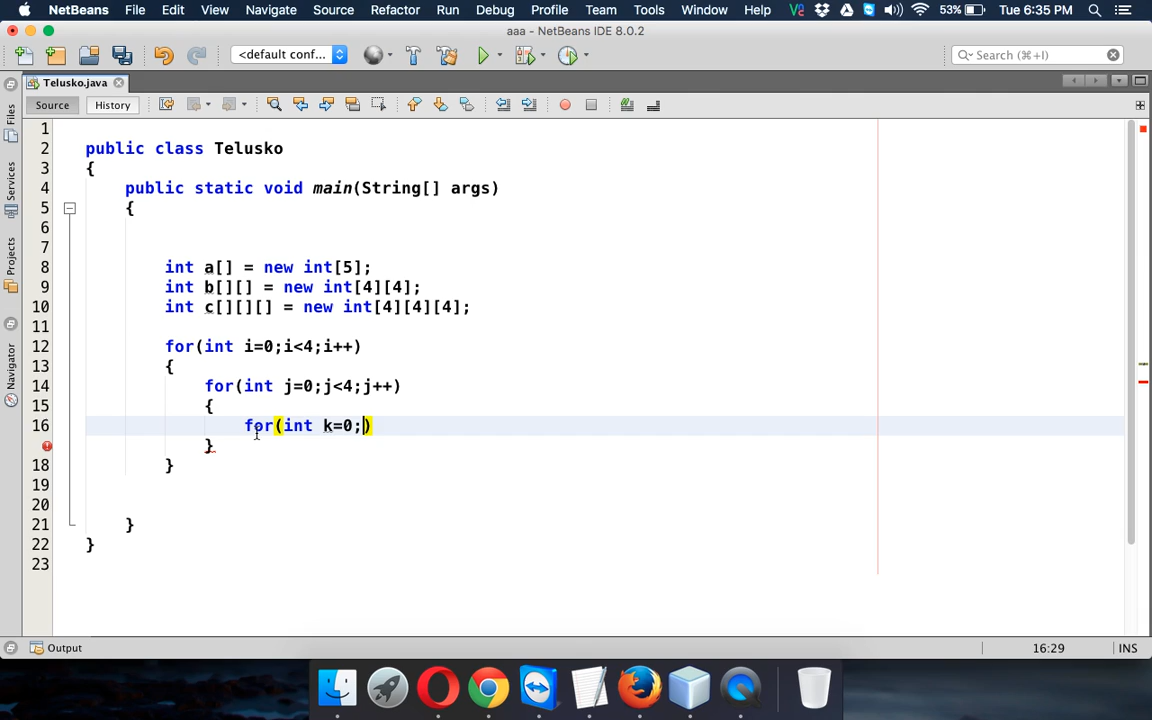 NetBeans File Edit View Navigate Source Refactor Run Debug Profile Team Tools Window Help 53% Tue 6:35 PM
aaa - NetBeans IDE 8.0.2
<default conf... Search (⌘+I)
Telusko.java
Source History
Files
Services
Projects
Navigator
1
2 public class Telusko
3 {
4 public static void main(String[] args)
5 {
6
7
8 int a[] = new int[5];
9 int b[][] = new int[4][4];
10 int c[][][] = new int[4][4][4];
11
12 for(int i=0;i<4;i++)
13 {
14 for(int j=0;j<4;j++)
15 {
16 for(int k=0;)
}
18 }
19
20
21 }
22 }
23
Output 16:29 INS